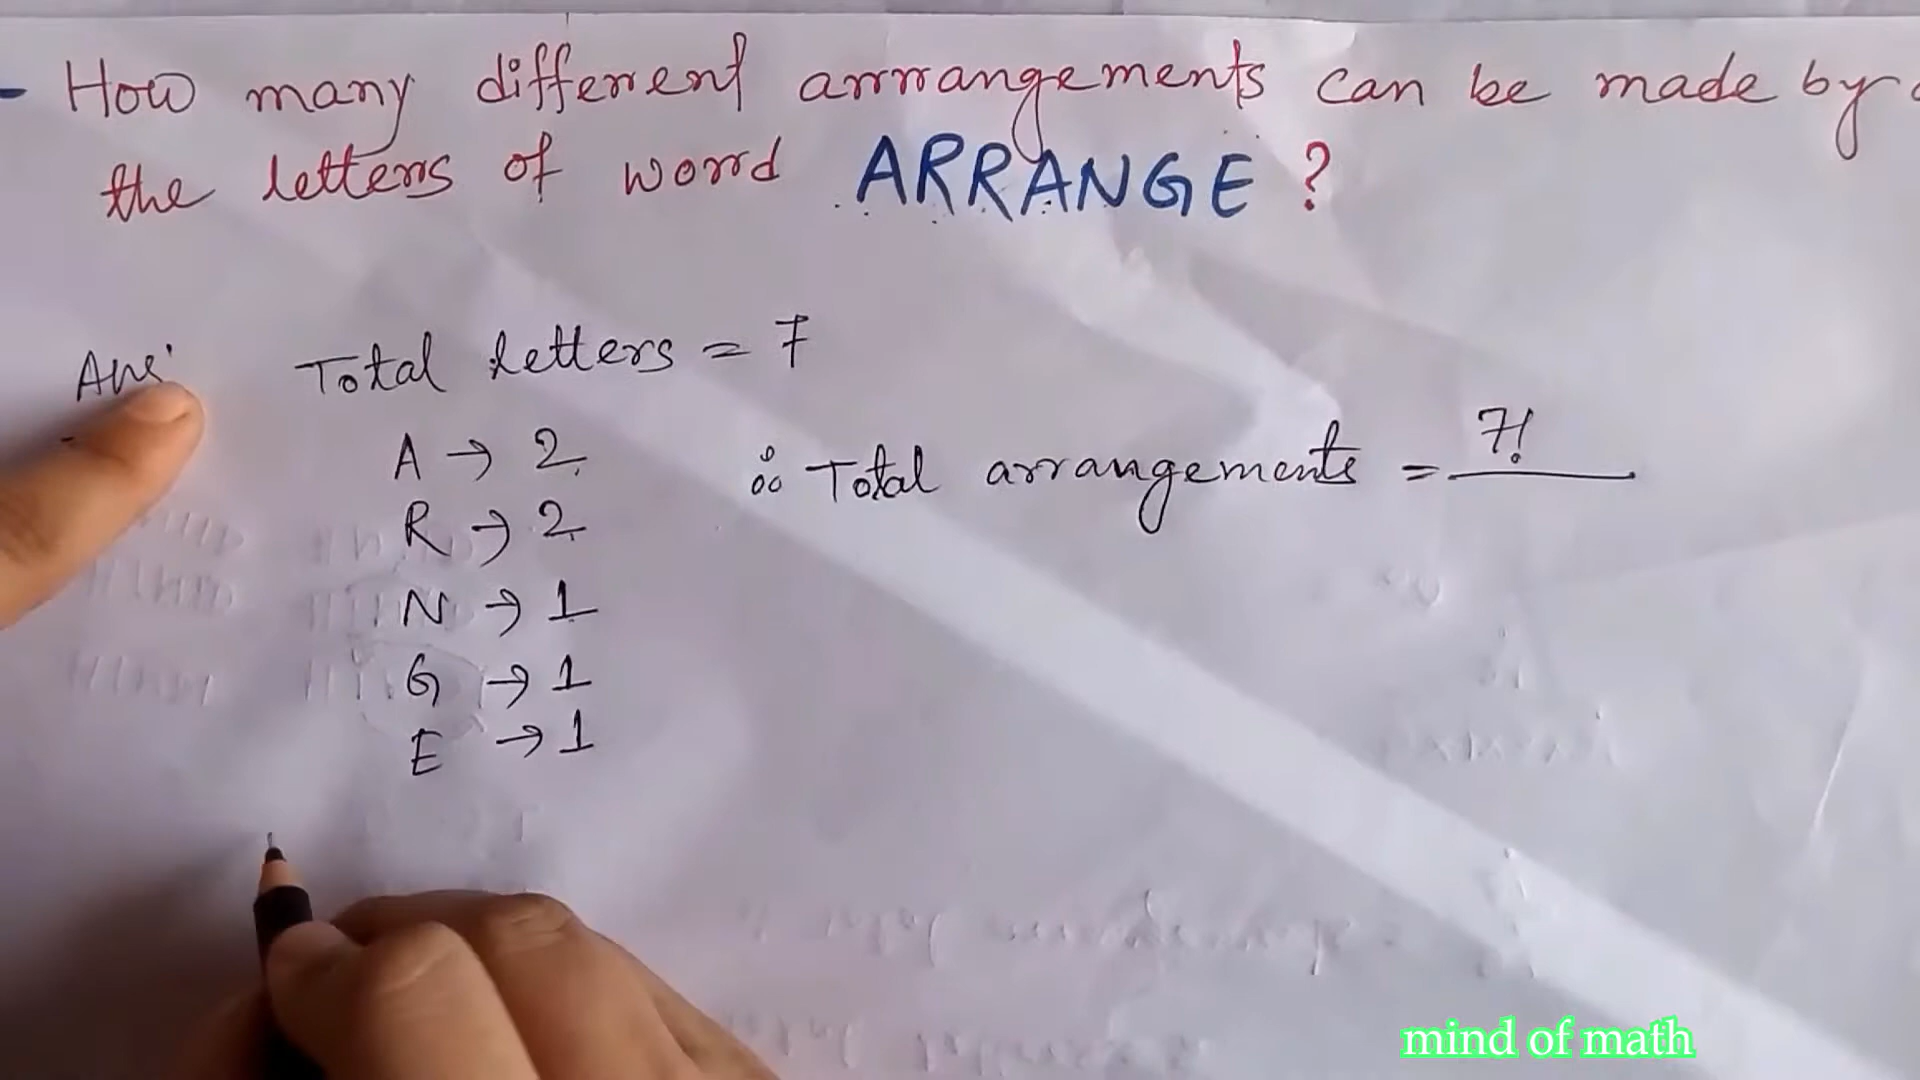 - How many different arrangements can be made by
the letters of word ARRANGE ?
Ans: Total letters = 7
A → 2
R → 2
N → 1
G → 1
E → 1
∴ Total arrangements = 7!
mind of math